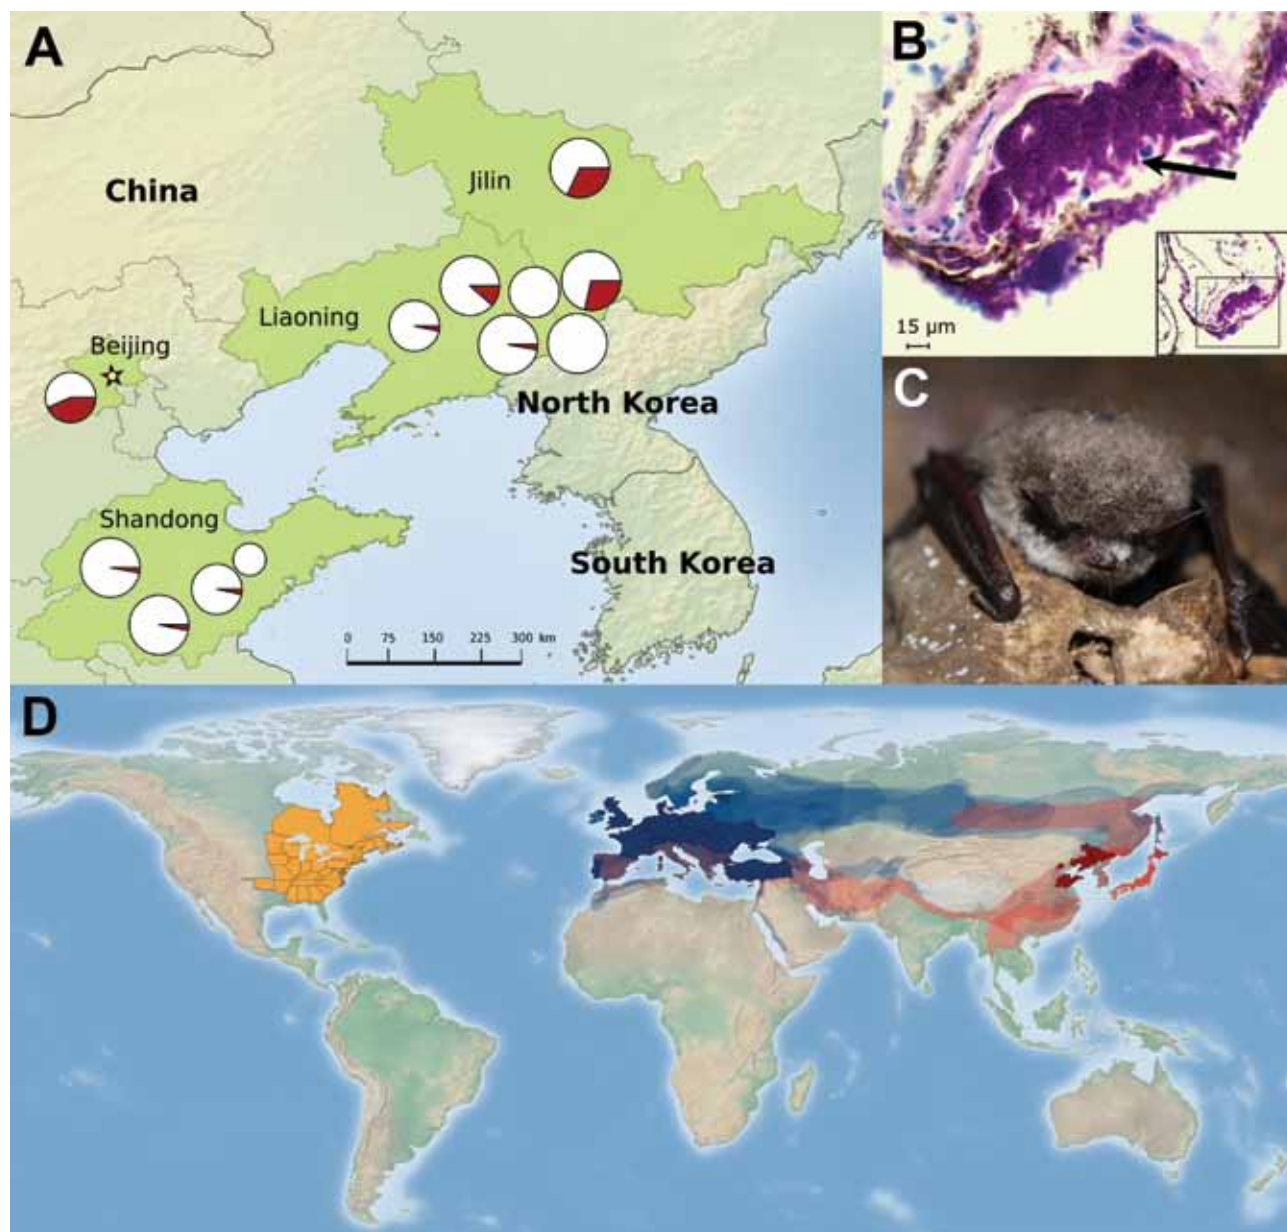 A
China
Jilin
Liaoning
Beijing
North Korea
Shandong
South Korea
0 75 150 225 300 km
B
15 µm
C
D